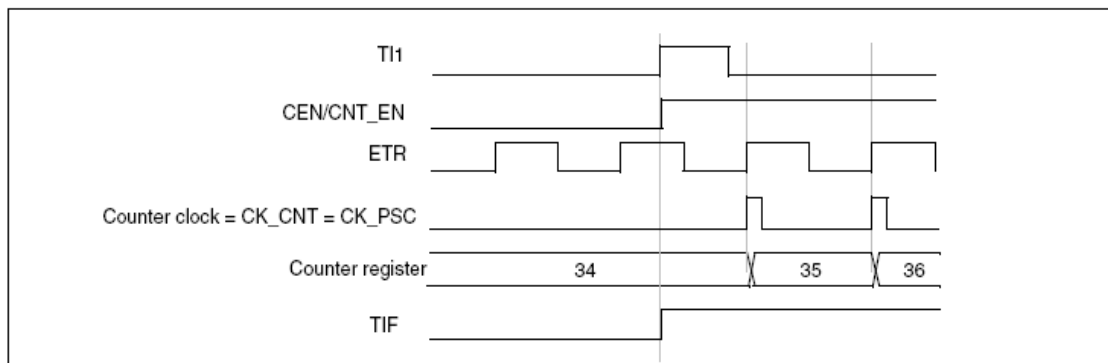 TI1
CEN/CNT_EN
ETR
Counter clock = CK_CNT = CK_PSC
Counter register 34 35 36
TIF